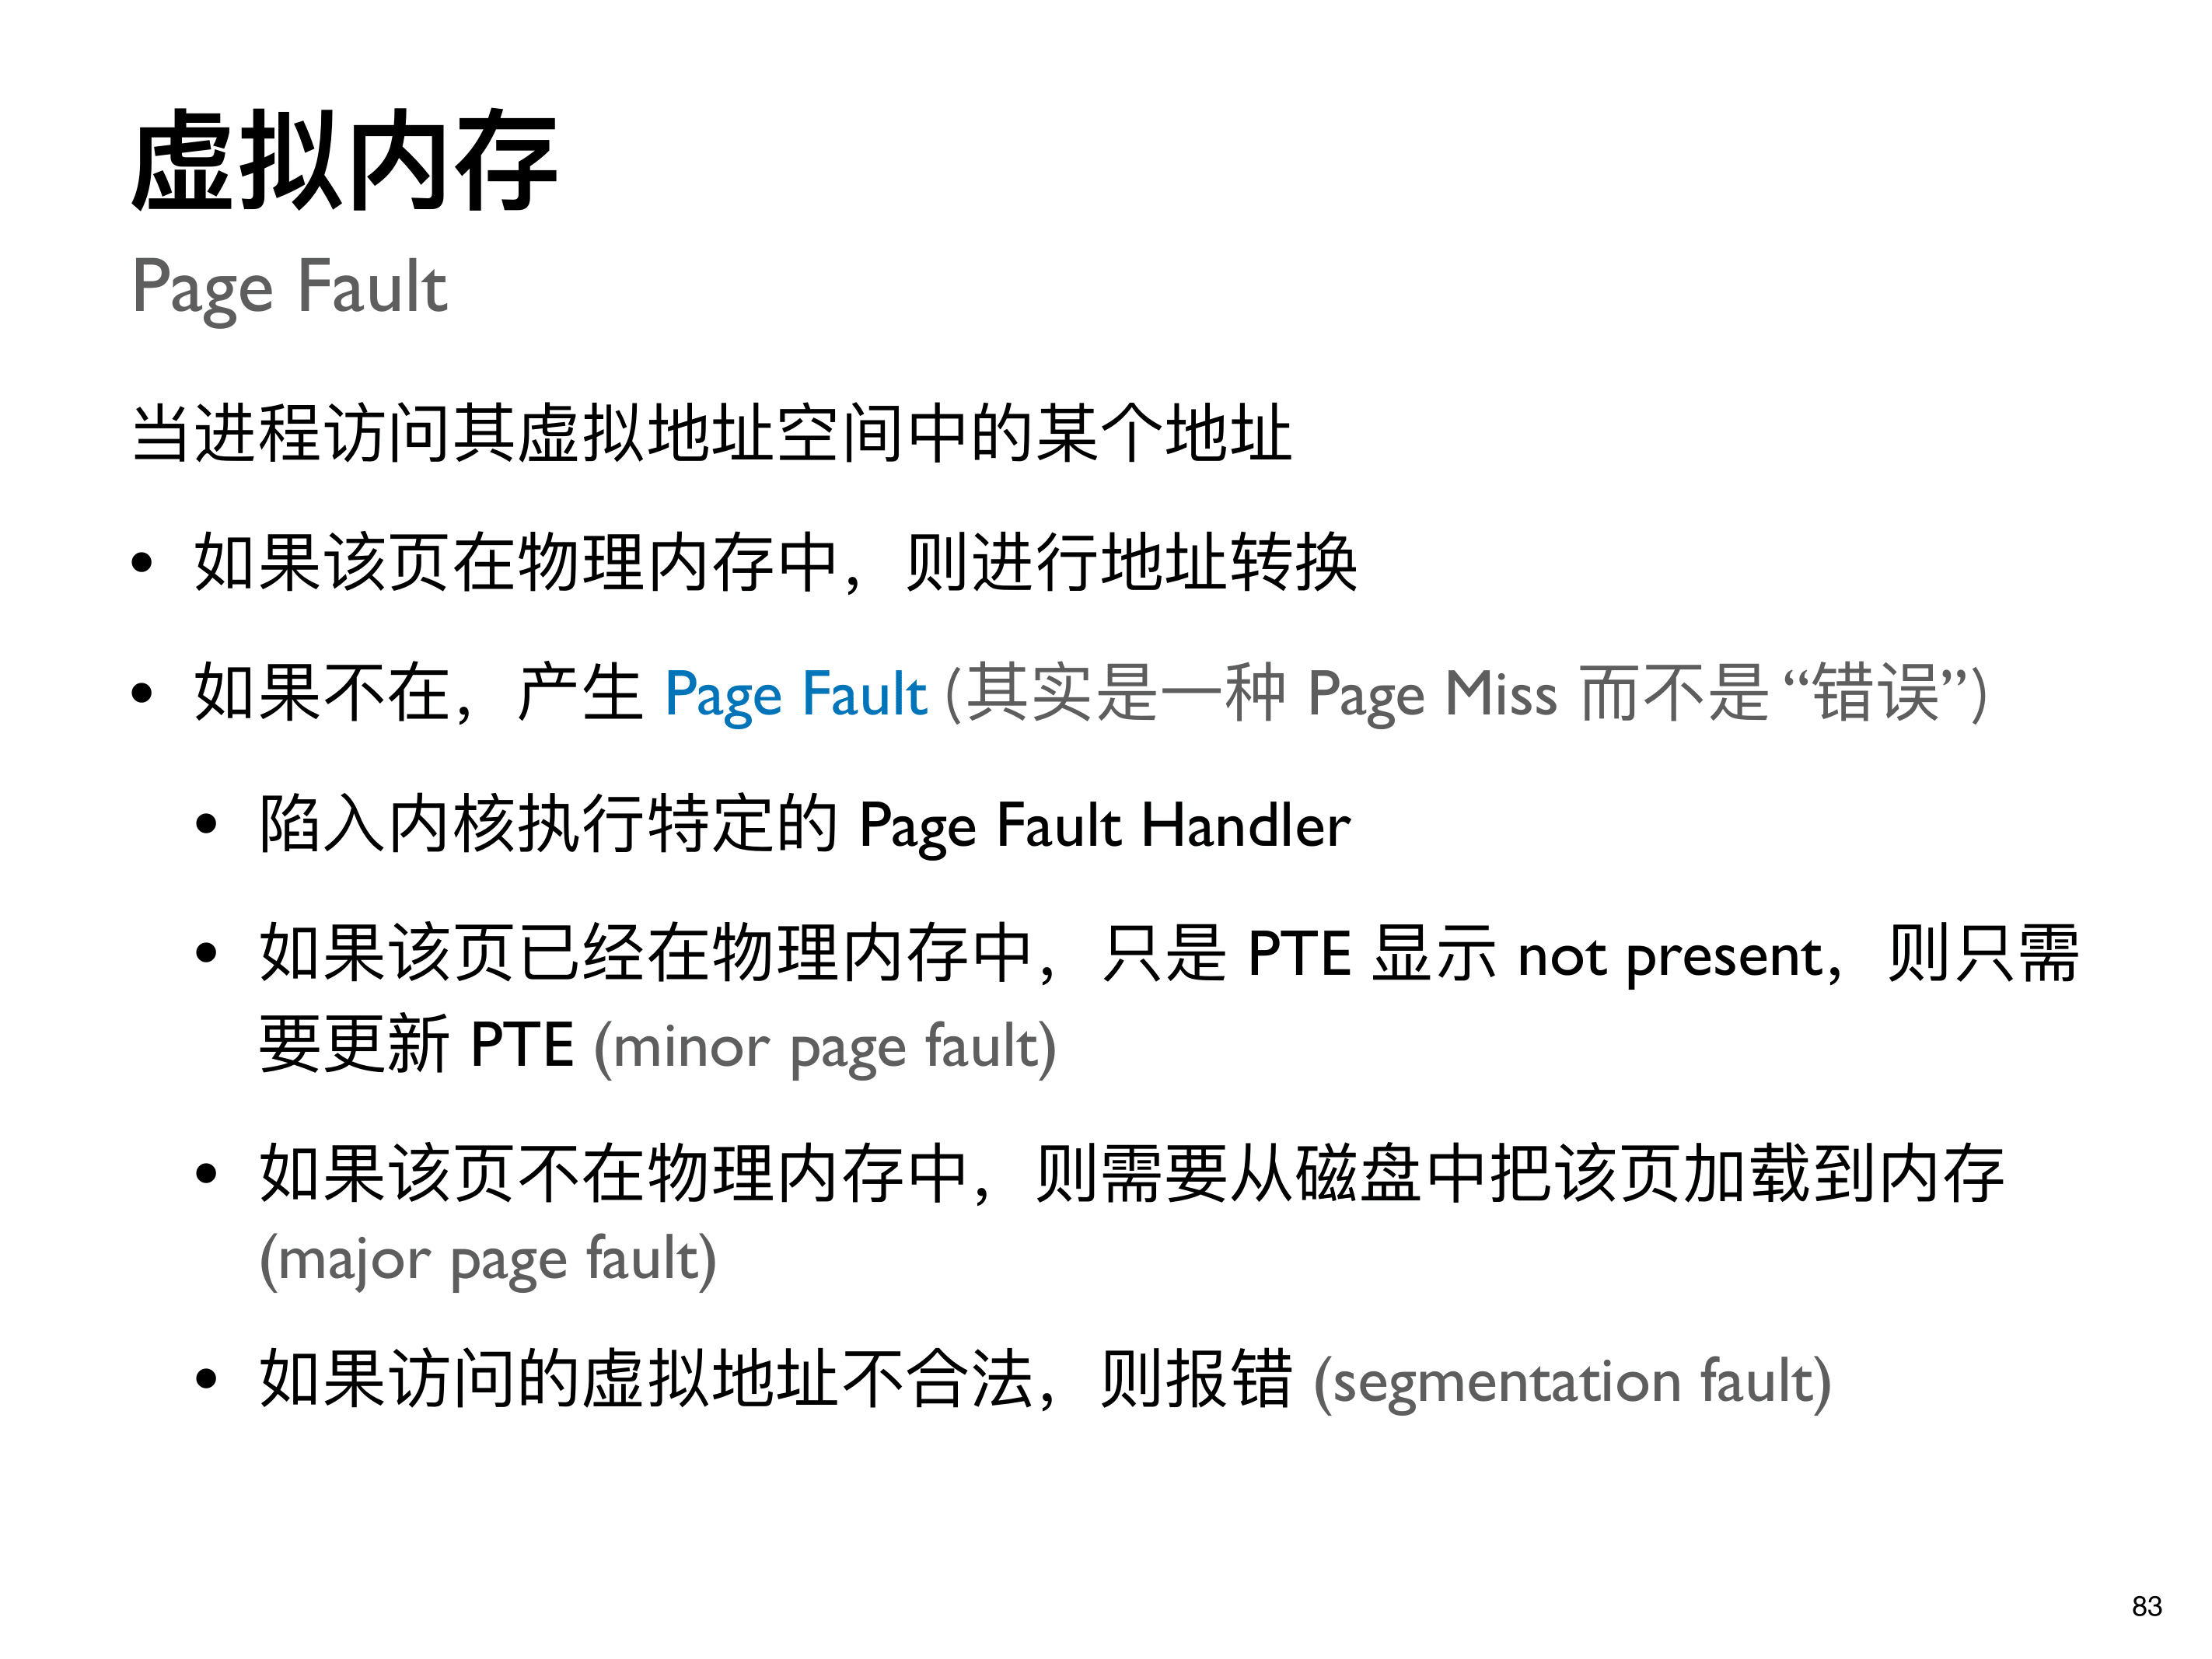 虚拟内存
Page Fault
当进程访问其虚拟地址空间中的某个地址
• 如果该页在物理内存中，则进行地址转换
• 如果不在，产生 Page Fault (其实是一种 Page Miss 而不是 “错误”)
• 陷入内核执行特定的 Page Fault Handler
• 如果该页已经在物理内存中，只是 PTE 显示 not present，则只需
要更新 PTE (minor page fault)
• 如果该页不在物理内存中，则需要从磁盘中把该页加载到内存
(major page fault)
• 如果访问的虚拟地址不合法，则报错 (segmentation fault)
83